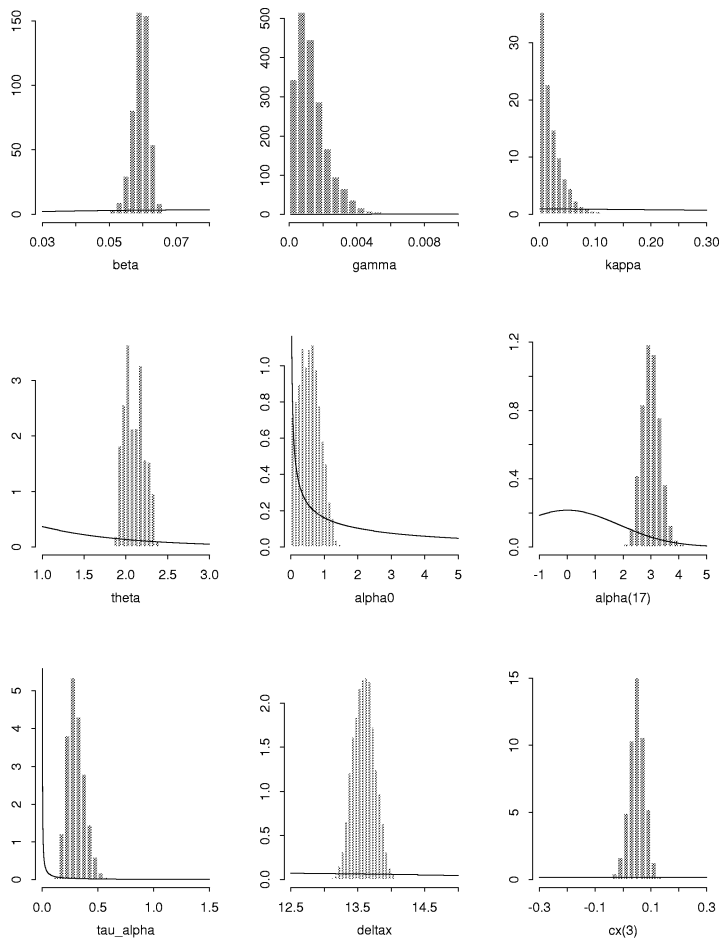 150
100
50
0
0.03 0.05 0.07
beta
500
400
300
200
100
0
0.0 0.004 0.008
gamma
30
20
10
0
0.0 0.10 0.20 0.30
kappa
3
2
1
0
1.0 1.5 2.0 2.5 3.0
theta
1.0
0.8
0.6
0.4
0.2
0.0
0 1 2 3 4 5
alpha0
1.2
0.8
0.4
0.0
-1 0 1 2 3 4 5
alpha(17)
5
4
3
2
1
0
0.0 0.5 1.0 1.5
tau_alpha
2.0
1.5
1.0
0.5
0.0
12.5 13.5 14.5
deltax
15
10
5
0
-0.3 -0.1 0.1 0.3
cx(3)